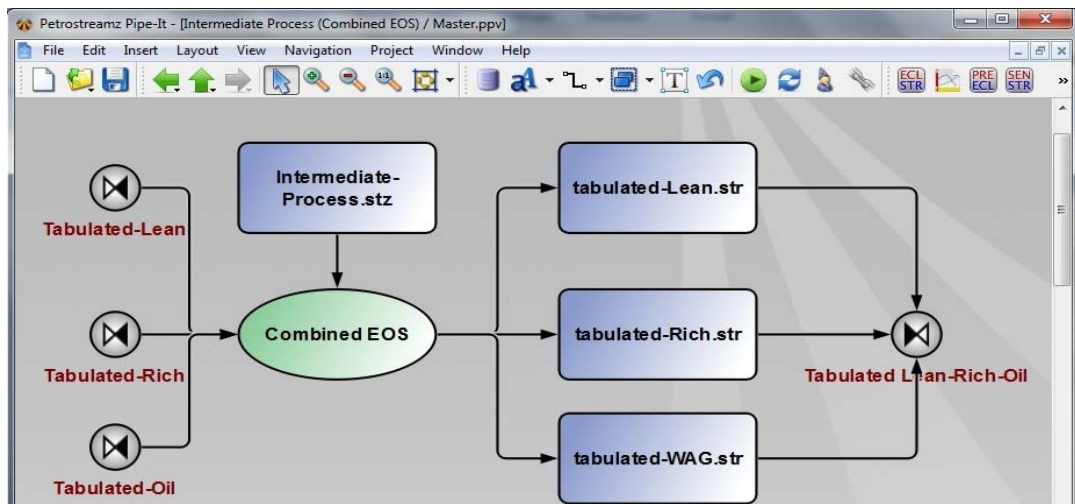 Petrostreamz Pipe-It - [Intermediate Process (Combined EOS) / Master.ppv]
File Edit Insert Layout View Navigation Project Window Help
1:1 a A T ECL STR PRE ECL SEN STR »
Intermediate-
Process.stz
tabulated-Lean.str
Tabulated-Lean
Combined EOS
tabulated-Rich.str
Tabulated-Rich
Tabulated Lean-Rich-Oil
tabulated-WAG.str
Tabulated-Oil